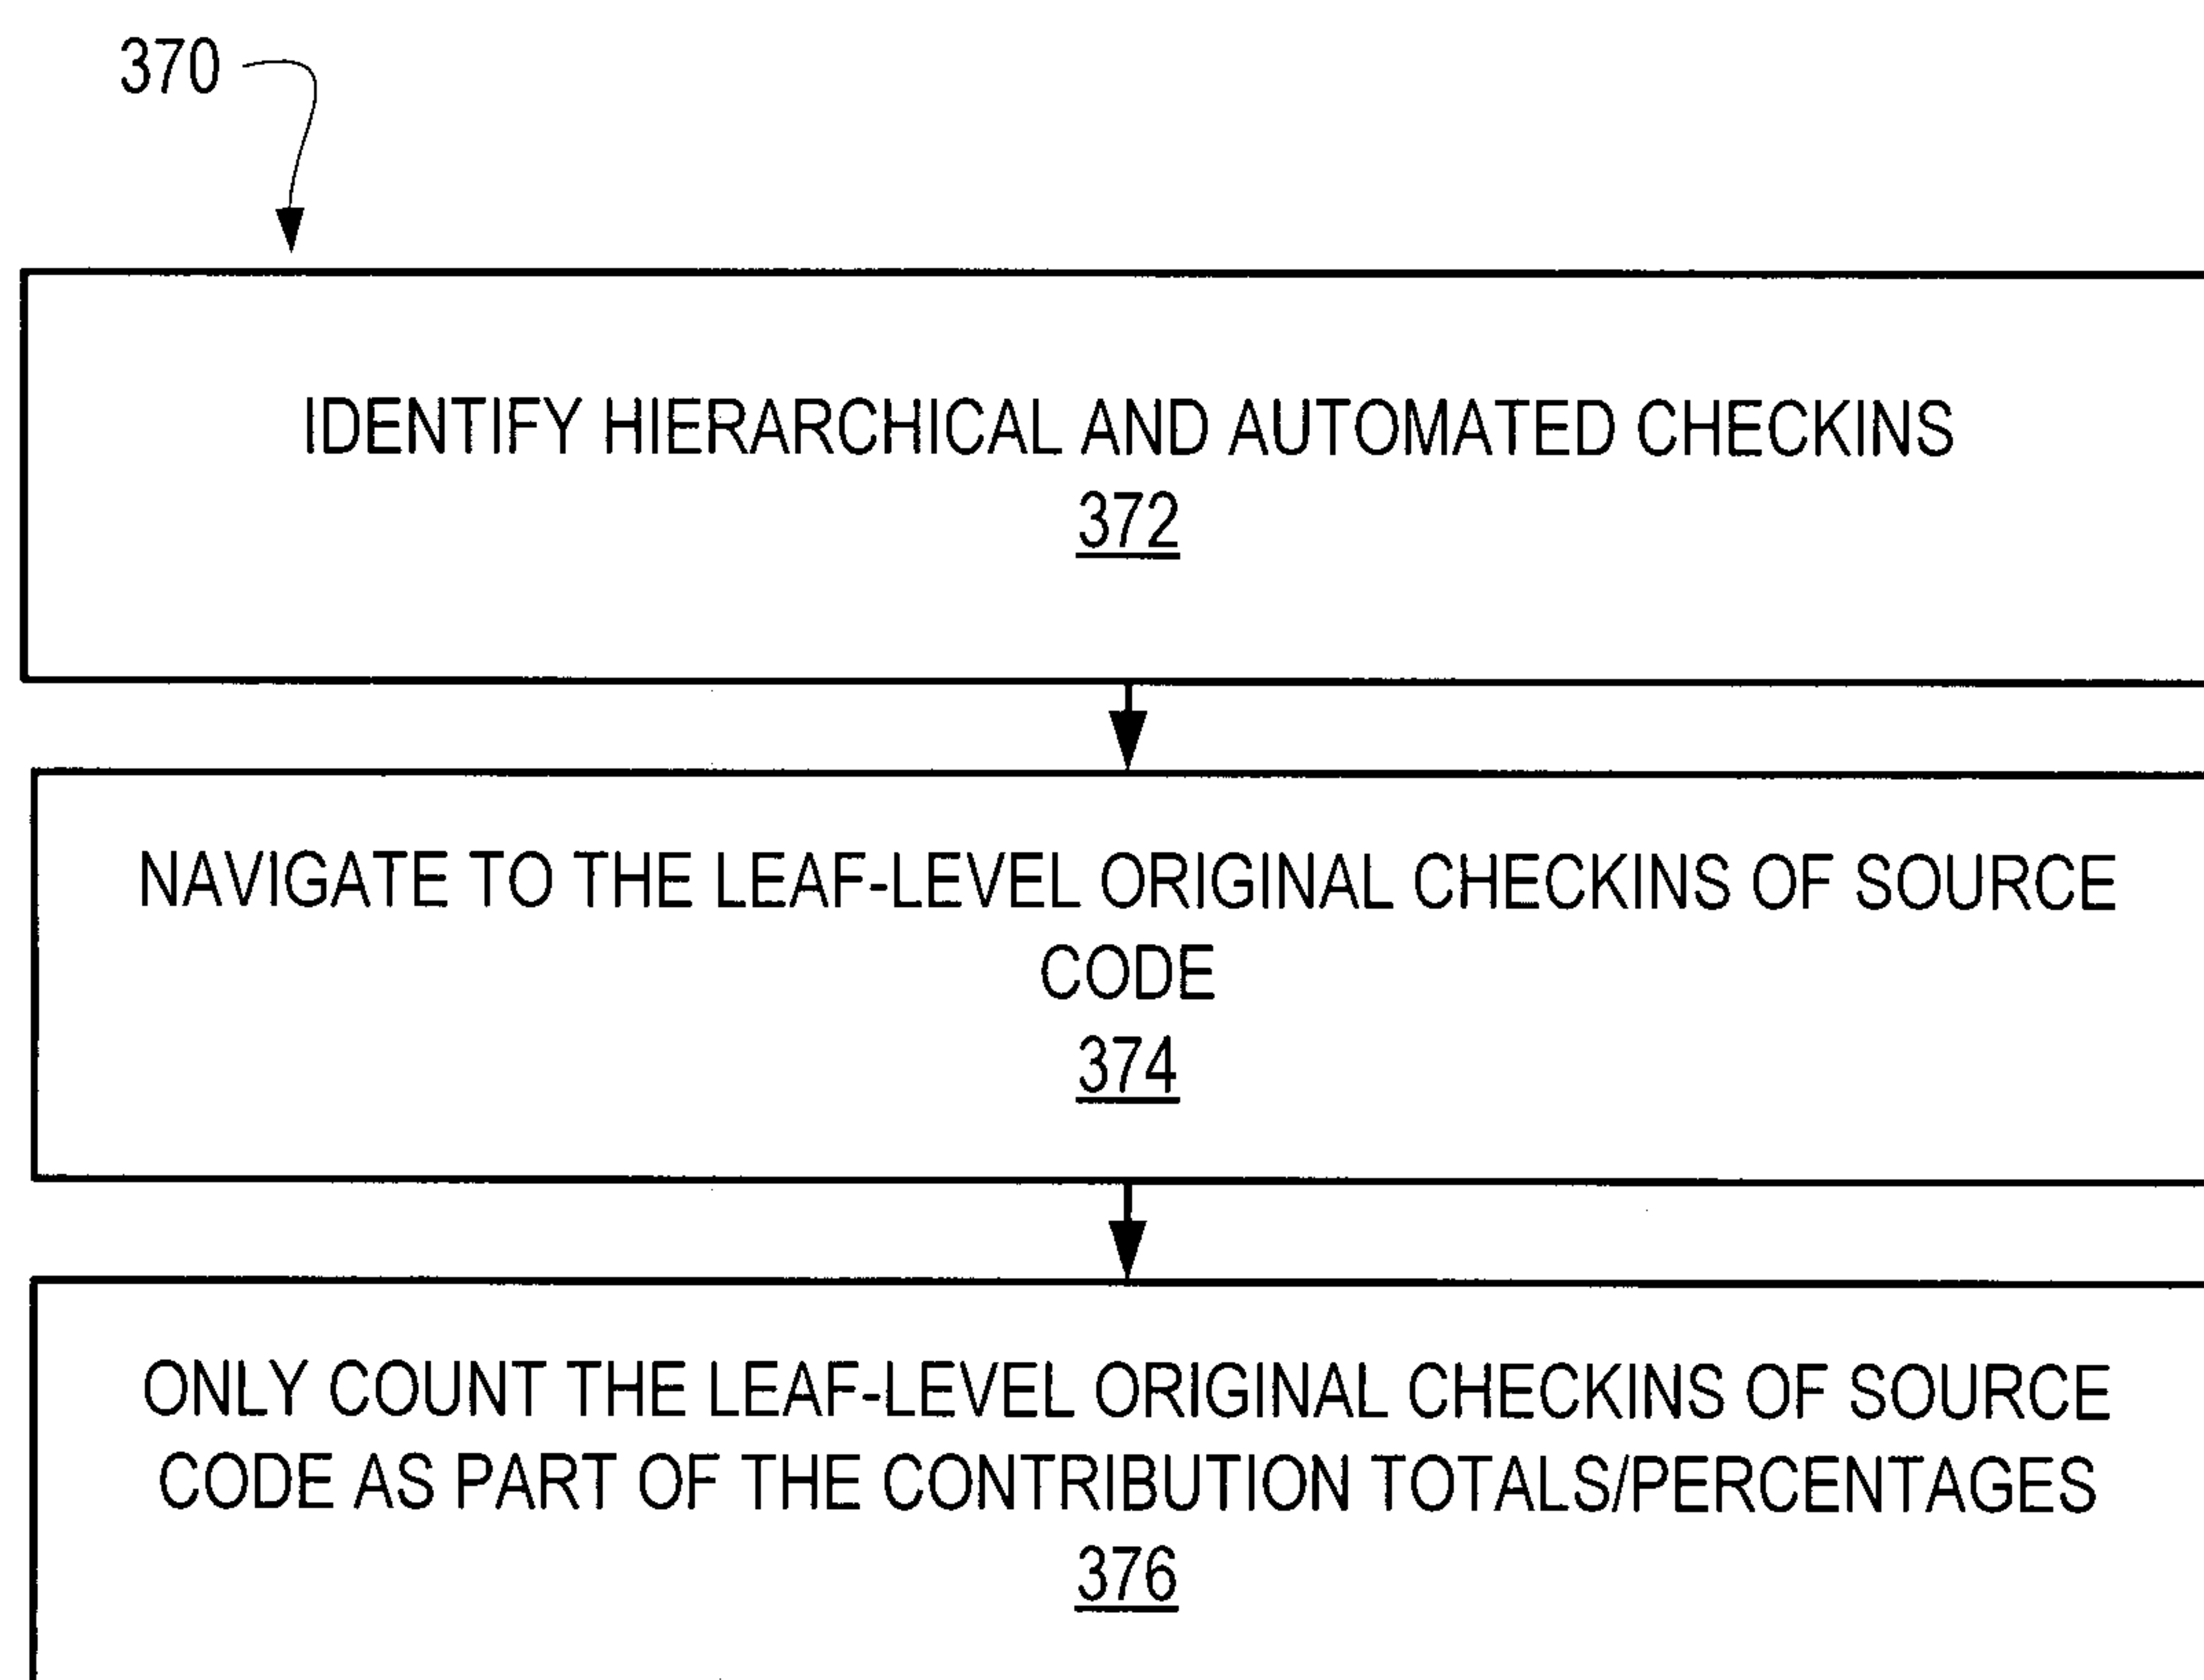 370
IDENTIFY HIERARCHICAL AND AUTOMATED CHECKINS
372
NAVIGATE TO THE LEAF-LEVEL ORIGINAL CHECKINS OF SOURCE
CODE
374
ONLY COUNT THE LEAF-LEVEL ORIGINAL CHECKINS OF SOURCE
CODE AS PART OF THE CONTRIBUTION TOTALS/PERCENTAGES
376